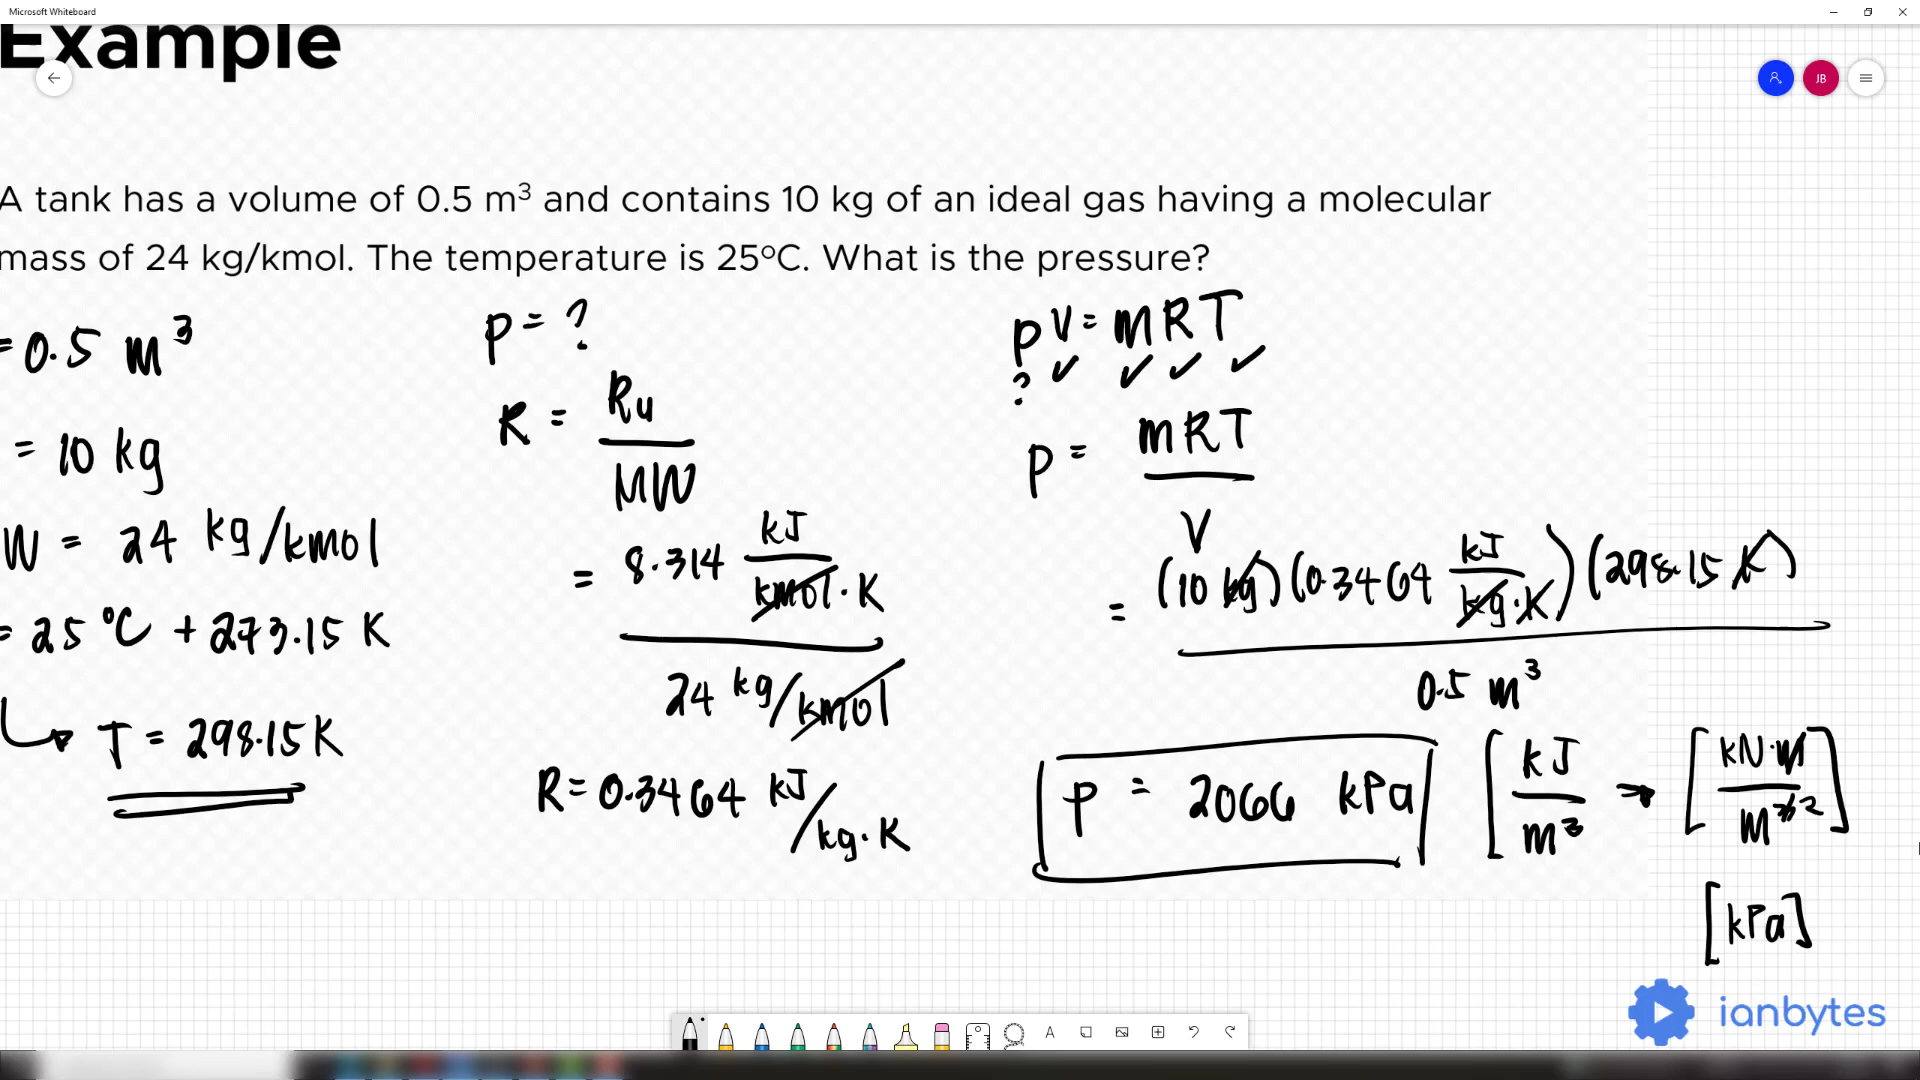 Microsoft Whiteboard
Example
JB
A tank has a volume of 0.5 m³ and contains 10 kg of an ideal gas having a molecular
mass of 24 kg/kmol. The temperature is 25°C. What is the pressure?
= 0.5 m³
= 10 kg
W = 24 kg/kmol
= 25 °C + 273.15 K
T = 298.15 K
P = ?
R = Ru
MW
= 8.314 kJ
kmol · K
24 kg/kmol
R = 0.3464 kJ/kg·K
PV = mRT
? ✓ ✓ ✓ ✓
P = mRT
V
= (10 kg)(0.3464 kJ
kg·K)(298.15 K)
0.5 m³
P = 2066 kPa
[kJ
m³] → [kN·m
m³ 2]
[kPa]
A
ianbytes